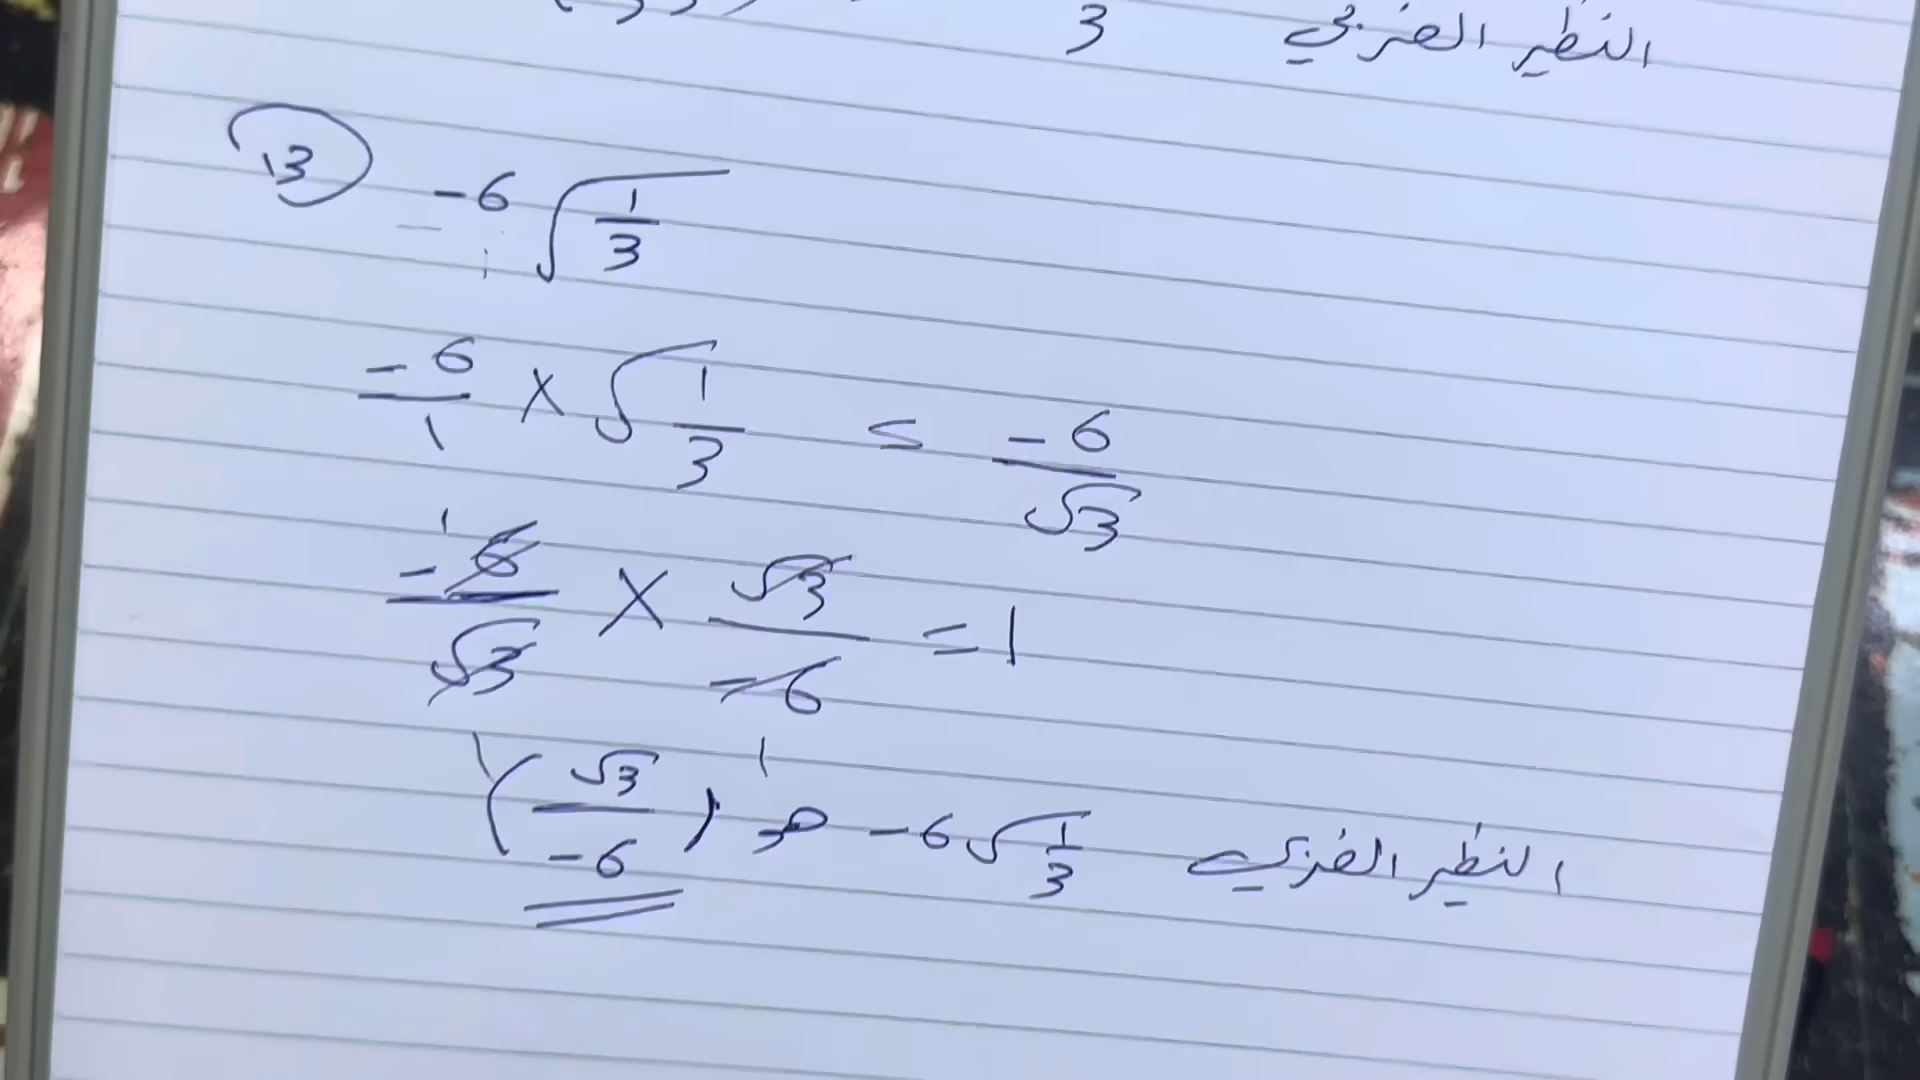 النظير الضربي 3
13 -6 √(1/3)
-6/1 × √(1/3) = -6/√3
-6/√3 × √3/-6 = 1
النظير الضربي -6√(1/3) هو (√3/-6)